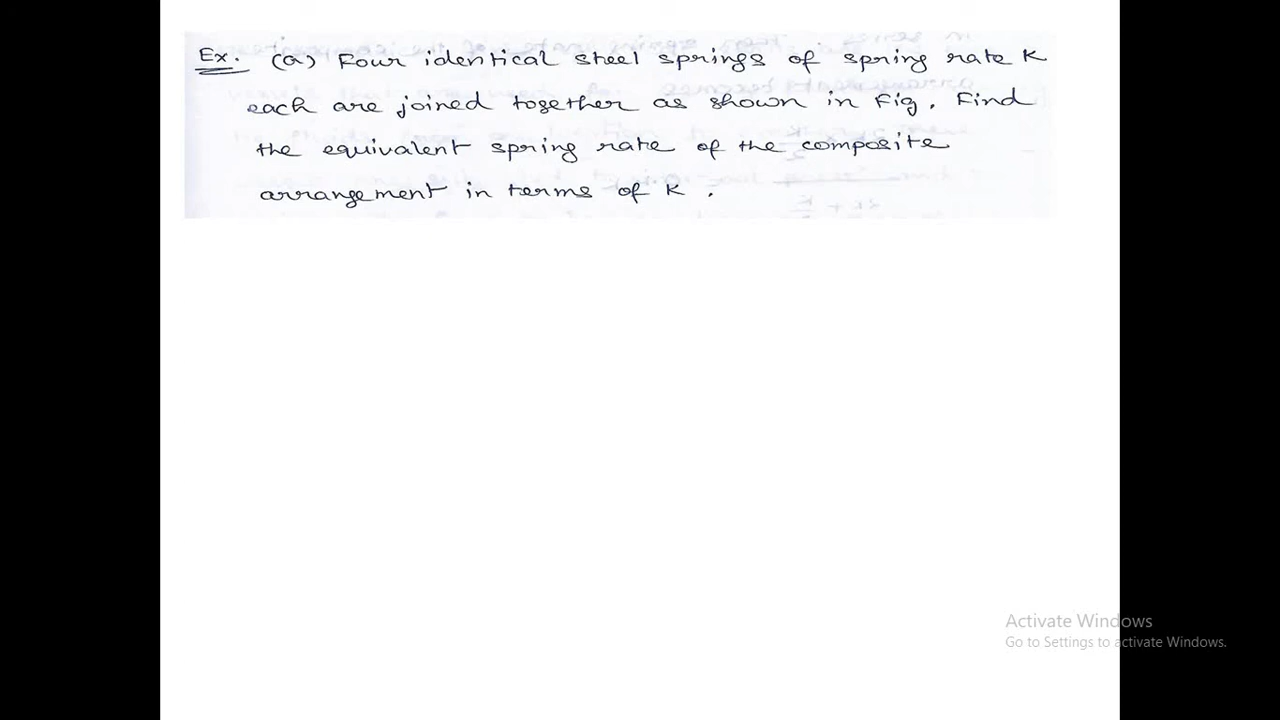 Ex. (a) Four identical steel springs of spring rate K
each are joined together as shown in Fig. Find
the equivalent spring rate of the composite
arrangement in terms of K.
Activate Windows
Go to Settings to activate Windows.